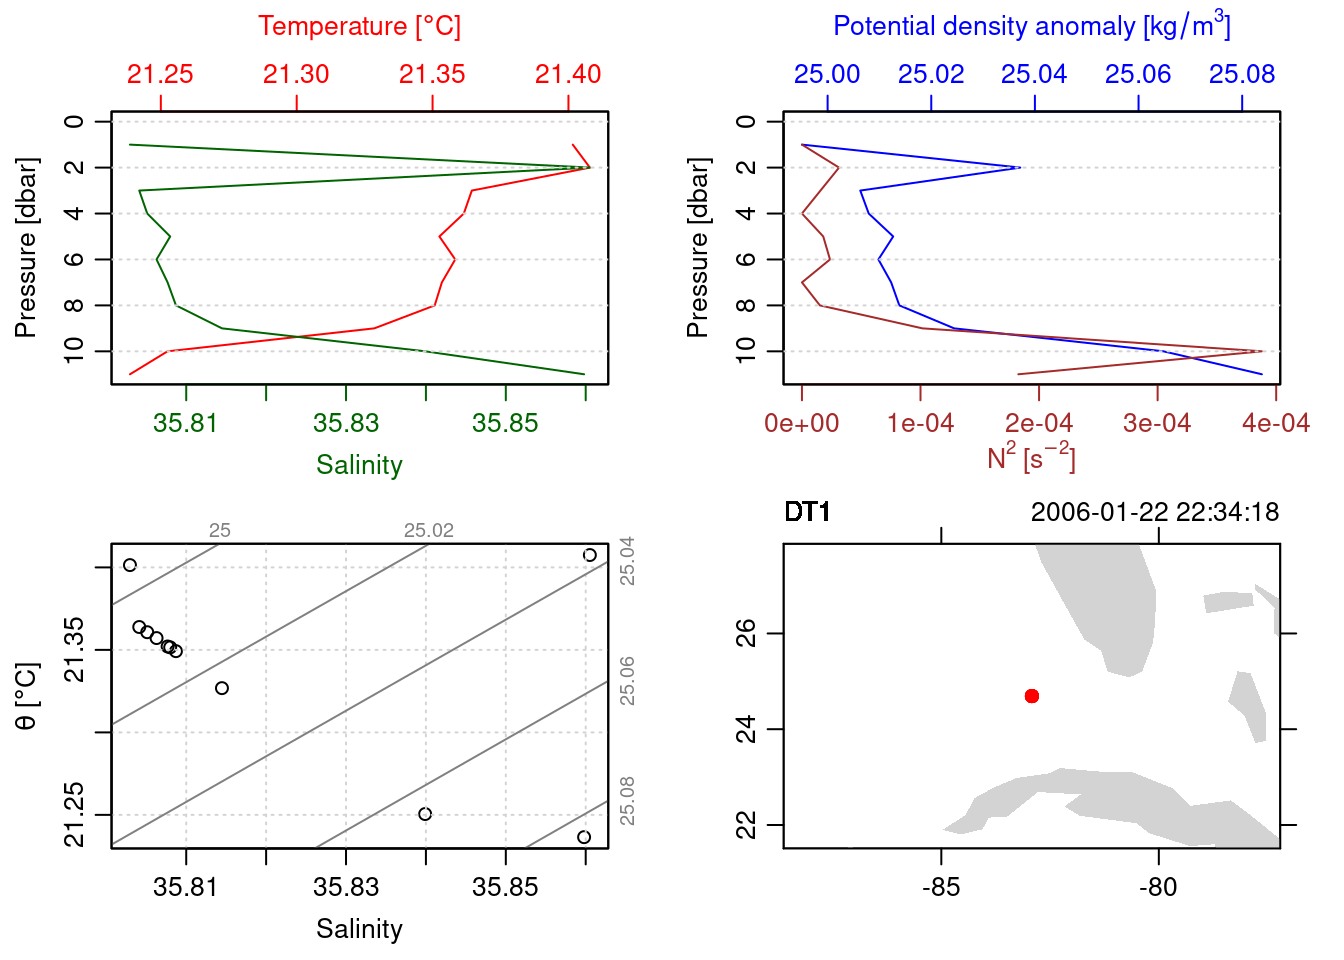 Temperature [°C]
21.25 21.30 21.35 21.40
Pressure [dbar]
0
2
4
6
8
10
35.81 35.83 35.85
Salinity
Potential density anomaly [kg/m³]
25.00 25.02 25.04 25.06 25.08
Pressure [dbar]
0
2
4
6
8
10
0e+00 1e-04 2e-04 3e-04 4e-04
N² [s⁻²]
25 25.02
25.04
25.06
25.08
θ [°C]
21.35
21.25
35.81 35.83 35.85
Salinity
DT1 2006-01-22 22:34:18
26
24
22
-85 -80